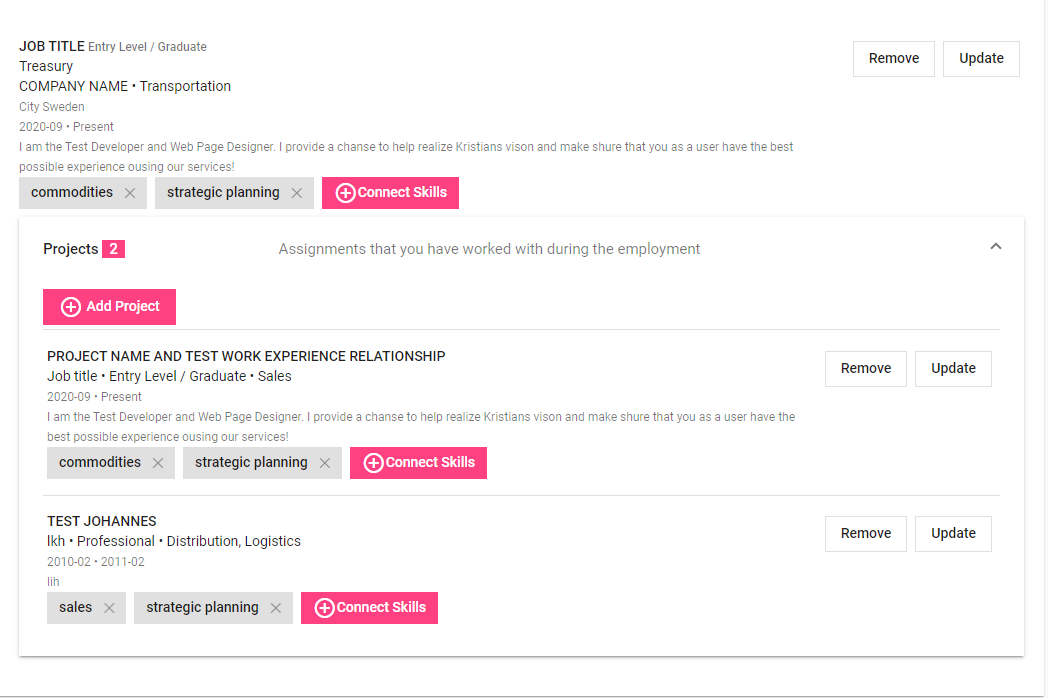 JOB TITLE Entry Level / Graduate
Remove
Update
Treasury
COMPANY NAME • Transportation
City Sweden
2020-09 • Present
I am the Test Developer and Web Page Designer. I provide a chanse to help realize Kristians vison and make shure that you as a user have the best
possible experience ousing our services!
commodities
strategic planning
Connect Skills
Projects 2
Assignments that you have worked with during the employment
Add Project
PROJECT NAME AND TEST WORK EXPERIENCE RELATIONSHIP
Remove
Update
Job title • Entry Level / Graduate • Sales
2020-09 • Present
I am the Test Developer and Web Page Designer. I provide a chanse to help realize Kristians vison and make shure that you as a user have the
best possible experience ousing our services!
commodities
strategic planning
Connect Skills
TEST JOHANNES
Remove
Update
lkh • Professional • Distribution, Logistics
2010-02 • 2011-02
lih
sales
strategic planning
Connect Skills